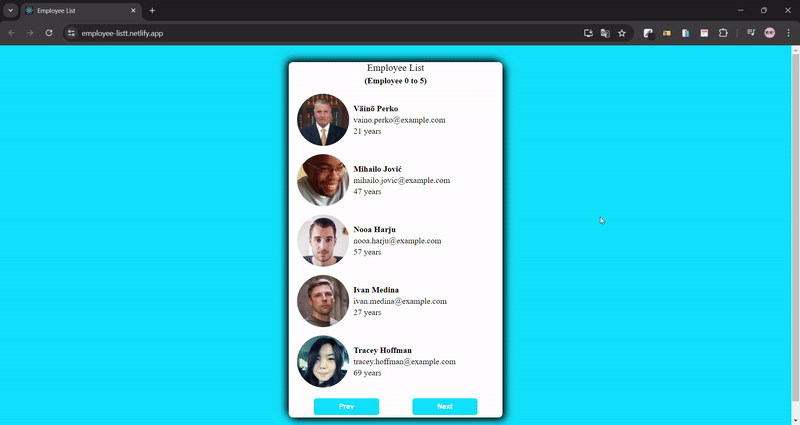 Employee List
employee-listt.netlify.app
Employee List
(Employee 0 to 5)
Väinö Perko
vaino.perko@example.com
21 years
Mihailo Jović
mihailo.jovic@example.com
47 years
Nooa Harju
nooa.harju@example.com
57 years
Ivan Medina
ivan.medina@example.com
27 years
Tracey Hoffman
tracey.hoffman@example.com
69 years
Prev
Next